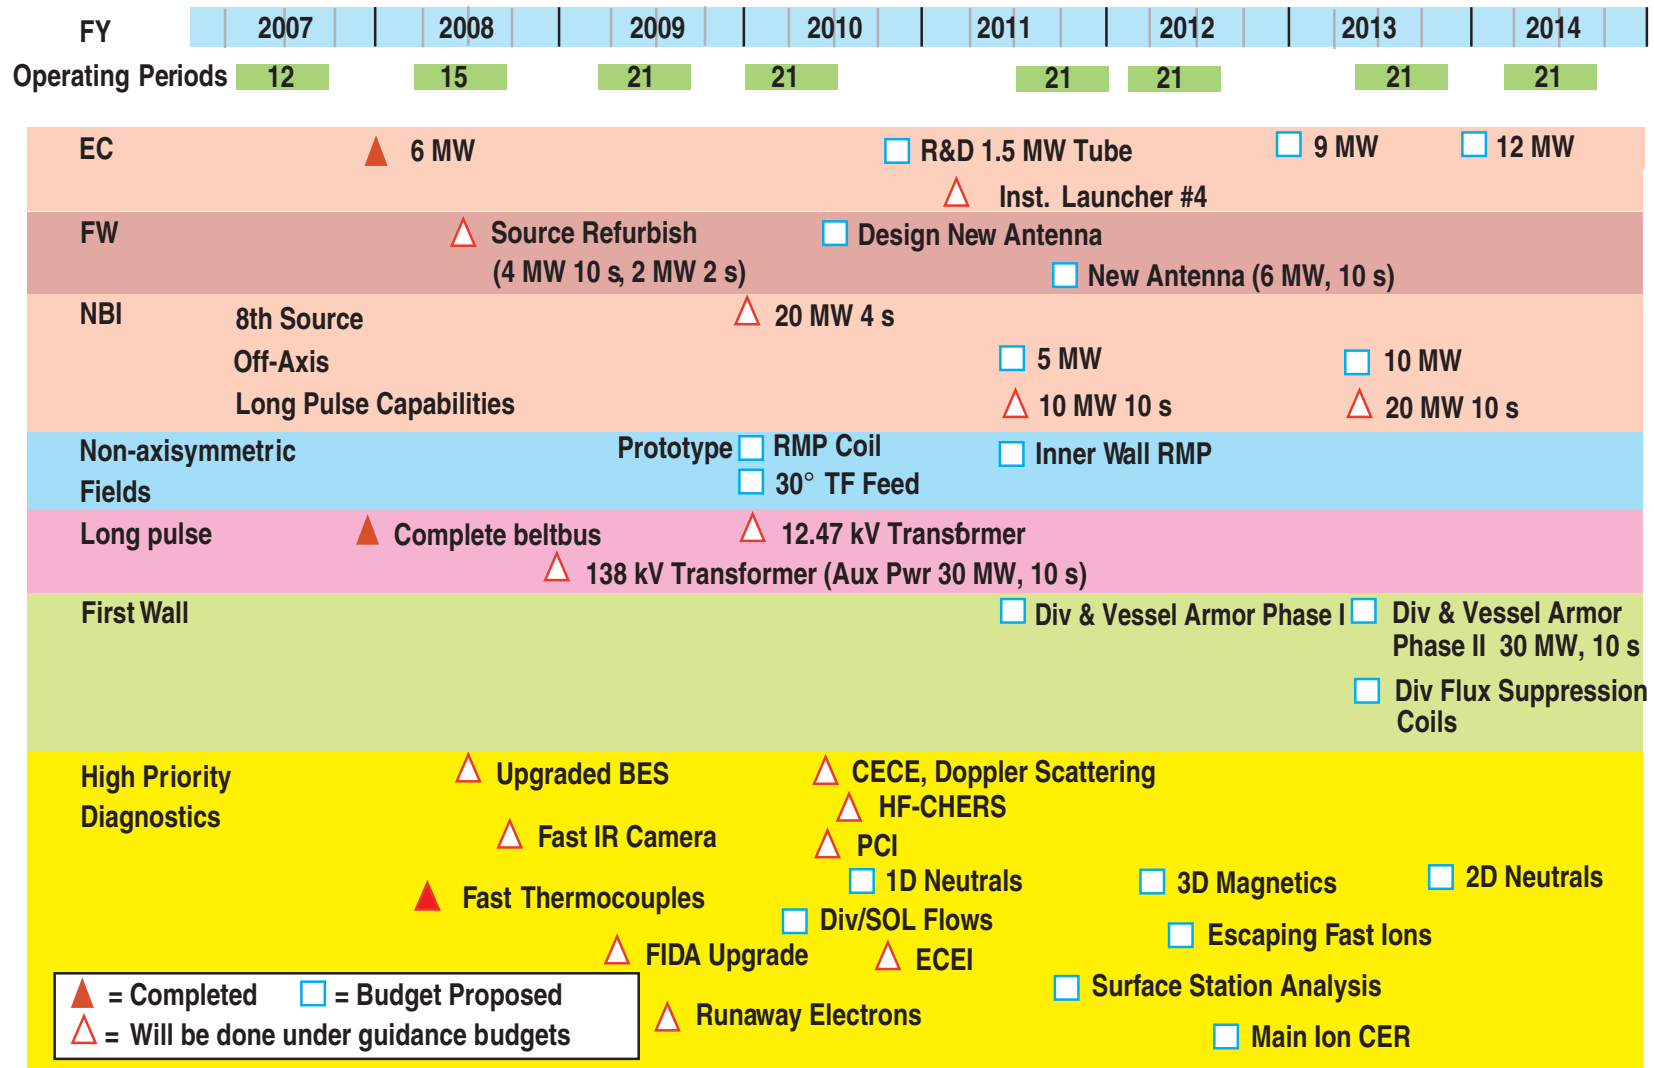 FY 2007 2008 2009 2010 2011 2012 2013 2014
Operating Periods 12 15 21 21 21 21 21 21
EC 6 MW R&D 1.5 MW Tube 9 MW 12 MW
Inst. Launcher #4
FW Source Refurbish Design New Antenna
(4 MW 10 s, 2 MW 2 s) New Antenna (6 MW, 10 s)
NBI 8th Source 20 MW 4 s
Off-Axis 5 MW 10 MW
Long Pulse Capabilities 10 MW 10 s 20 MW 10 s
Non-axisymmetric Prototype RMP Coil Inner Wall RMP
Fields 30° TF Feed
Long pulse Complete beltbus 12.47 kV Transformer
138 kV Transformer (Aux Pwr 30 MW, 10 s)
First Wall Div & Vessel Armor Phase I Div & Vessel Armor
Phase II 30 MW, 10 s
Div Flux Suppression
Coils
High Priority Upgraded BES CECE, Doppler Scattering
Diagnostics HF-CHERS
Fast IR Camera PCI
1D Neutrals 3D Magnetics 2D Neutrals
Fast Thermocouples Div/SOL Flows
Escaping Fast Ions
FIDA Upgrade ECEI
Surface Station Analysis
Runaway Electrons Main Ion CER
= Completed = Budget Proposed
= Will be done under guidance budgets